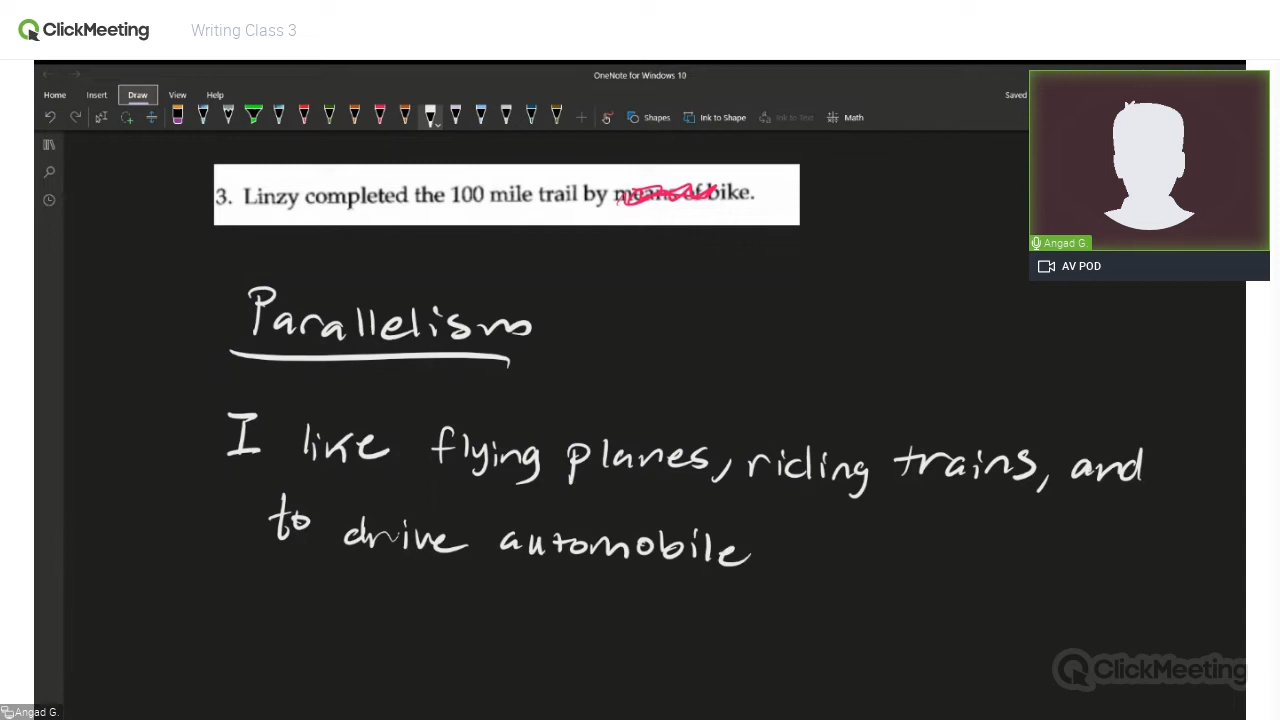 ClickMeeting
Writing Class 3
OneNote for Windows 10
Home Insert Draw View Help
Saved
Shapes Ink to Shape Ink to Text Math
3. Linzy completed the 100 mile trail by means of bike.
Parallelism
I like flying planes, riding trains, and
to drive automobile
Angad G.
AV POD
ClickMeeting
Angad G.